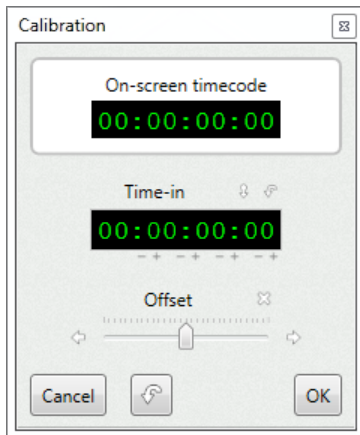 Calibration
On-screen timecode
00:00:00:00
Time-in
00:00:00:00
- + - + - + - +
Offset
Cancel
OK